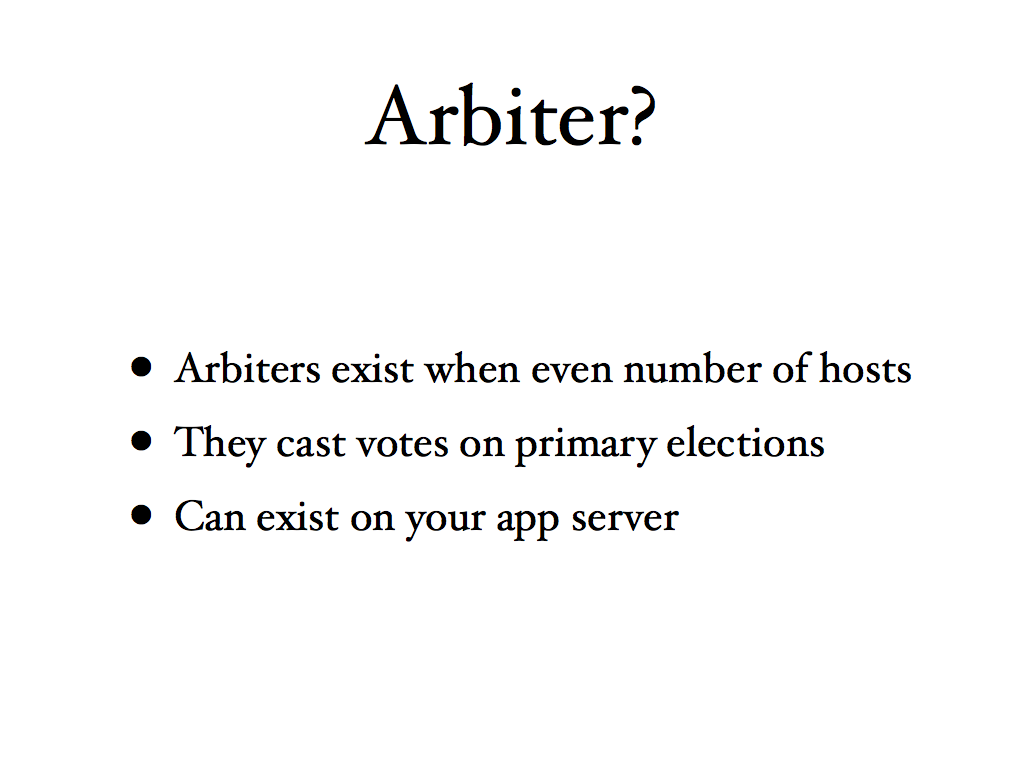 Arbiter?
• Arbiters exist when even number of hosts
• They cast votes on primary elections
• Can exist on your app server